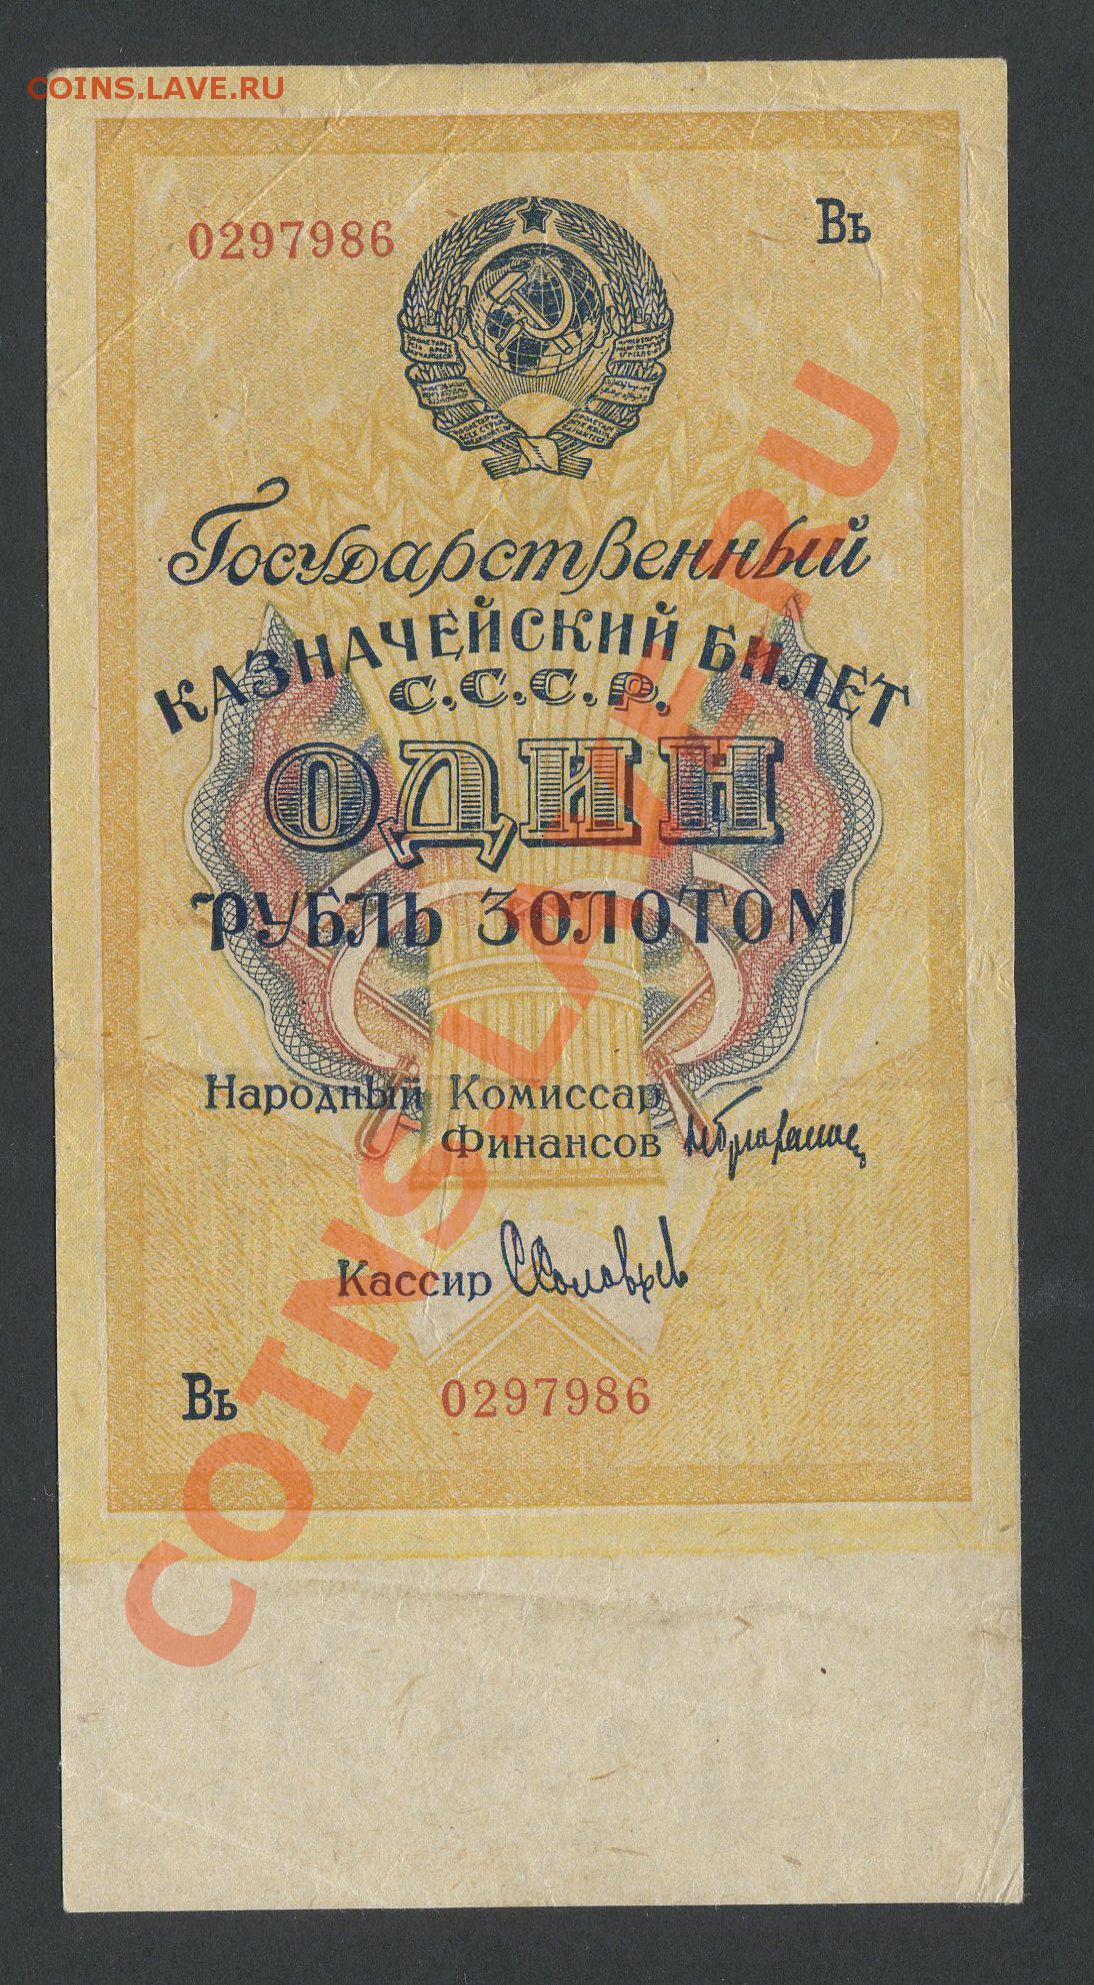 COINS.LAVE.RU
0297986
Вь
Государственный
КАЗНАЧЕЙСКИЙ БИЛЕТ
С.С.С.Р.
ОДИН
РУБЛЬ ЗОЛОТОМ
Народный Комиссар
Финансов
Кассир
Вь
0297986
COINS.LAVE.RU